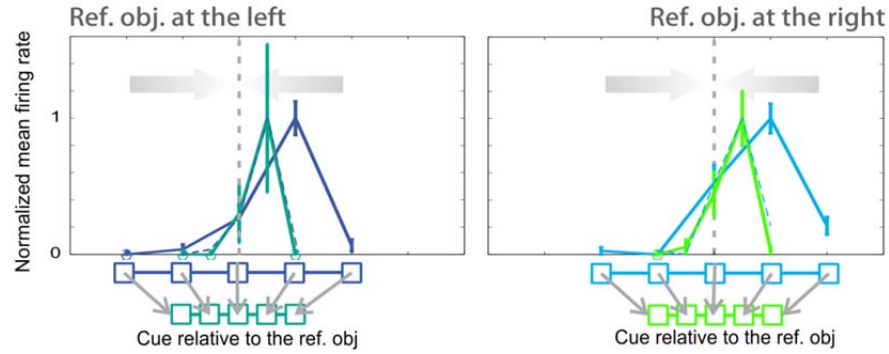 Ref. obj. at the left
Ref. obj. at the right
Normalized mean firing rate
1
0
Cue relative to the ref. obj
Cue relative to the ref. obj